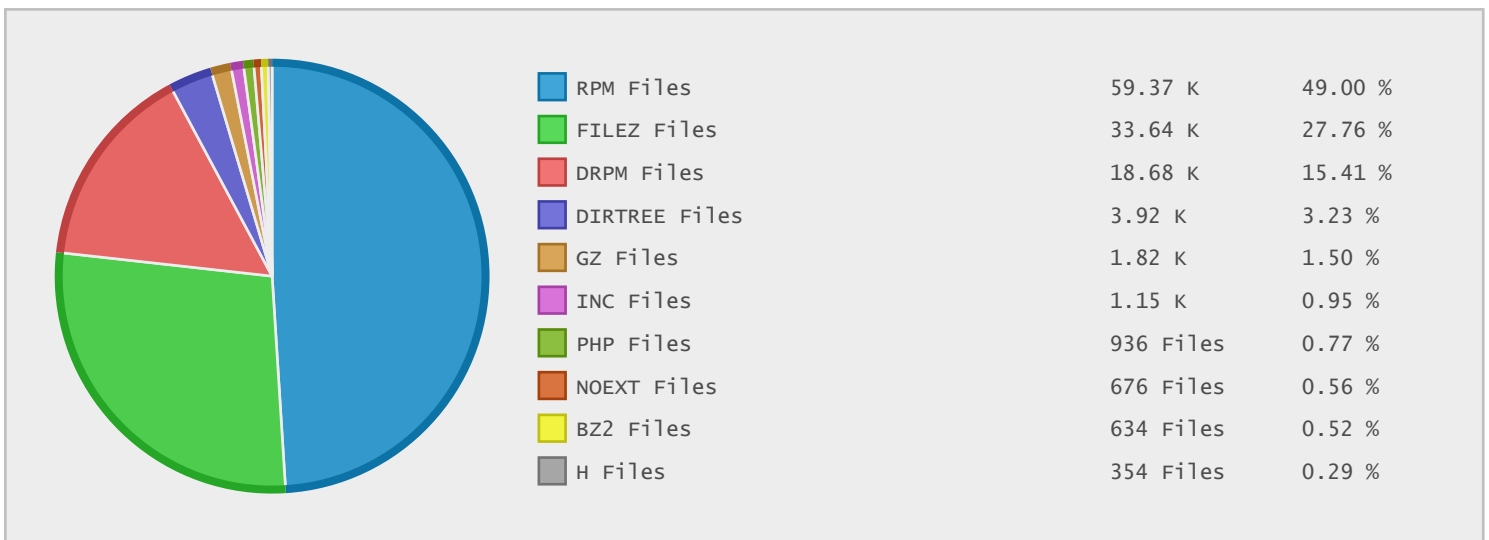 RPM Files 59.37 K 49.00 %
FILEZ Files 33.64 K 27.76 %
DRPM Files 18.68 K 15.41 %
DIRTREE Files 3.92 K 3.23 %
GZ Files 1.82 K 1.50 %
INC Files 1.15 K 0.95 %
PHP Files 936 Files 0.77 %
NOEXT Files 676 Files 0.56 %
BZ2 Files 634 Files 0.52 %
H Files 354 Files 0.29 %